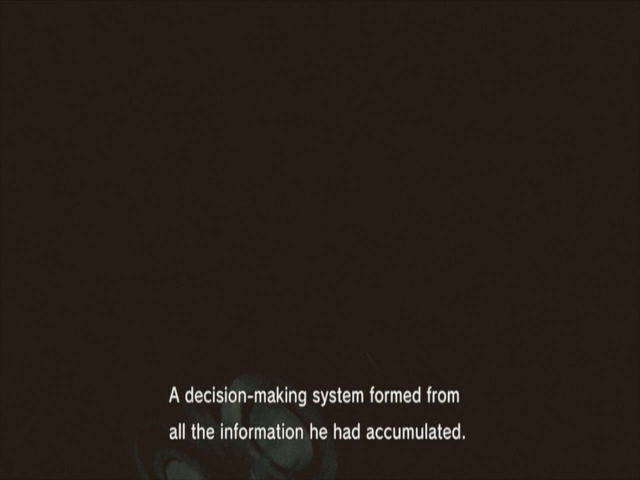 A decision-making system formed from
all the information he had accumulated.